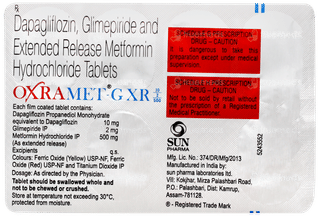 Rx
Dapagliflozin, Glimepiride and
Extended Release Metformin
Hydrochloride Tablets
OXRAMET®-G XR
Each film coated tablet contains:
Dapagliflozin Propanediol Monohydrate
equivalent to Dapagliflozin 10 mg
Glimepiride IP 2 mg
Metformin Hydrochloride IP 500 mg
(As extended release)
Excipients q.s.
Colours: Ferric Oxide (Yellow) USP-NF, Ferric
Oxide (Red) USP-NF and Titanium Dioxide IP
Dosage: As directed by the Physician.
Tablet should be swallowed whole and
not to be chewed or crushed.
Store at temperature not exceeding 30°C,
protected from moisture.
DRUG – CAUTION
It is dangerous to take this
preparation except under medical
DRUG – CAUTION
Not to be sold by retail without
the prescription of a Registered
Medical Practitioner.
SUN
PHARMA
5243552
Mfg. Lic. No.: 374/DR/Mfg/2013
Manufactured in India by:
sun pharma laboratories ltd.
Vill: Kokjhar, Mirza Palashbari Road,
P.O.: Palashbari, Dist: Kamrup,
Assam-781128.
® - Registered Trade Mark